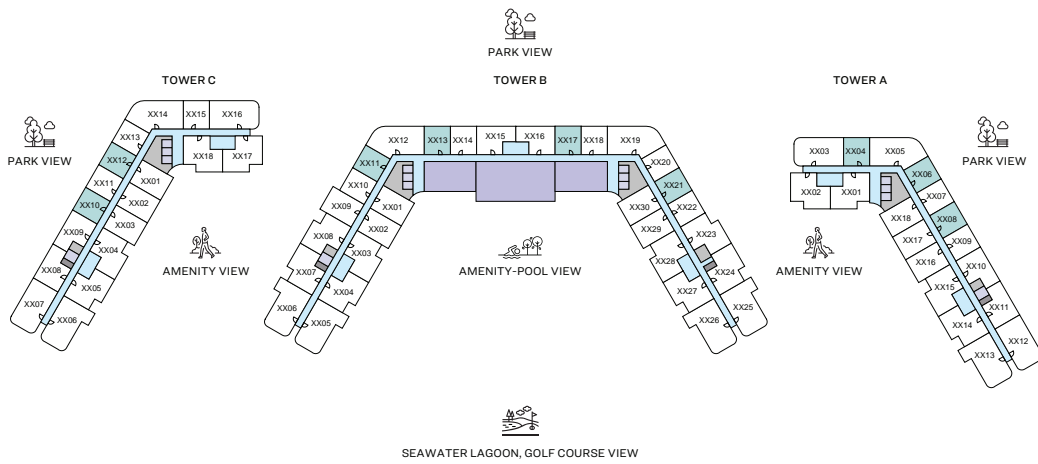 PARK VIEW
TOWER C
TOWER B
TOWER A
PARK VIEW
PARK VIEW
XX14
XX15
XX16
XX13
XX12
XX18
XX17
XX11
XX01
XX10
XX02
XX09
XX03
XX08
XX04
XX07
XX05
XX06
AMENITY VIEW
XX12
XX13
XX14
XX15
XX16
XX17
XX18
XX19
XX11
XX20
XX10
XX01
XX21
XX09
XX02
XX30
XX22
XX08
XX03
XX29
XX23
XX07
XX04
XX28
XX24
XX06
XX05
XX27
XX25
XX26
AMENITY-POOL VIEW
XX03
XX04
XX05
XX02
XX01
XX06
XX07
XX18
XX08
XX17
XX09
XX16
XX10
XX15
XX11
XX14
XX12
XX13
AMENITY VIEW
SEAWATER LAGOON, GOLF COURSE VIEW